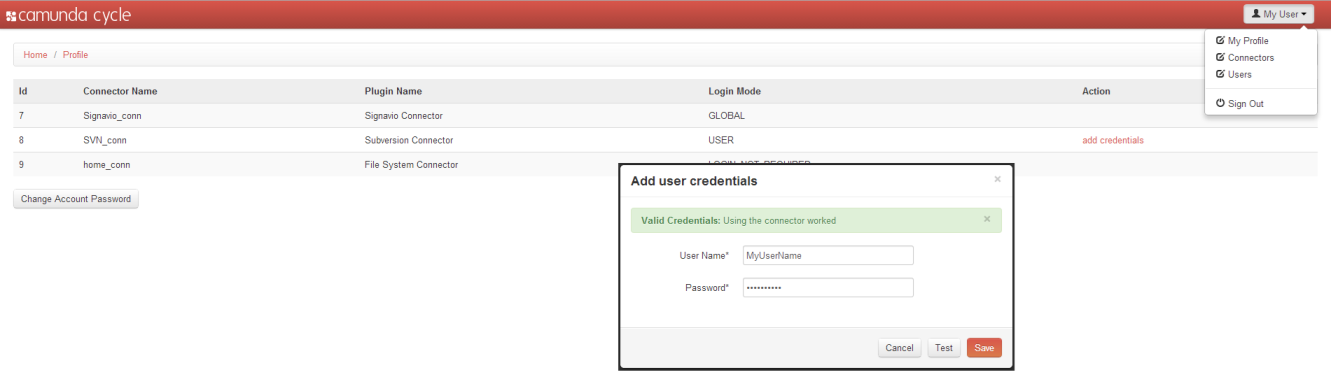 camunda cycle
My User
My Profile
Connectors
Users
Sign Out
Home / Profile
Id Connector Name Plugin Name Login Mode Action
7 Signavio_conn Signavio Connector GLOBAL
8 SVN_conn Subversion Connector USER add credentials
9 home_conn File System Connector LOGIN_NOT_REQUIRED
Change Account Password
Add user credentials ×
Valid Credentials: Using the connector worked ×
User Name* MyUserName
Password* ••••••••••
Cancel Test Save